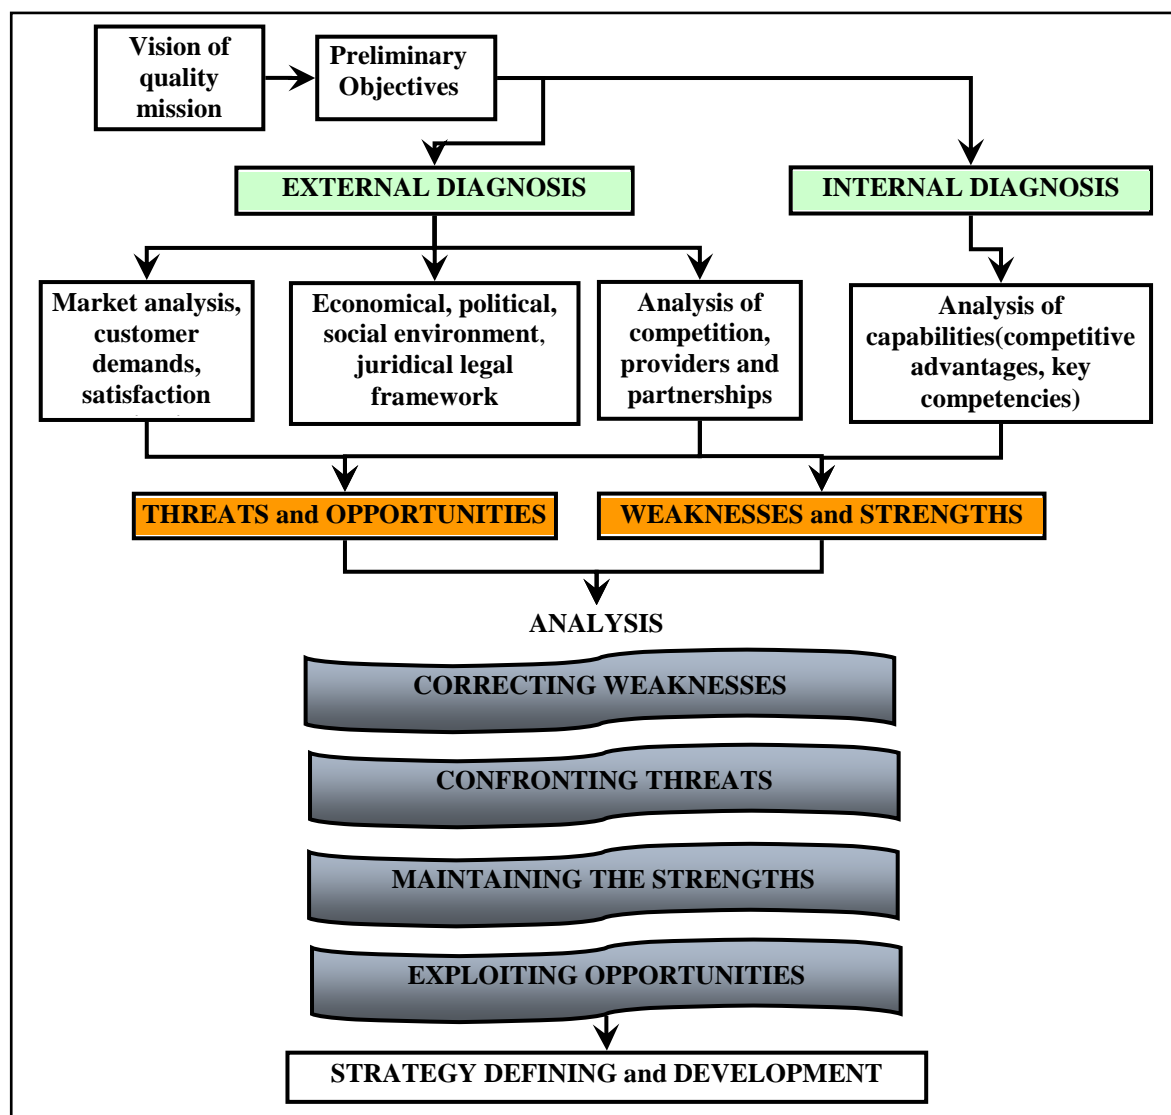 Vision of
quality
mission
Preliminary
Objectives
EXTERNAL DIAGNOSIS
INTERNAL DIAGNOSIS
Market analysis,
customer
demands,
satisfaction
Economical, political,
social environment,
juridical legal
framework
Analysis of
competition,
providers and
partnerships
Analysis of
capabilities(competitive
advantages, key
competencies)
THREATS and OPPORTUNITIES
WEAKNESSES and STRENGTHS
ANALYSIS
CORRECTING WEAKNESSES
CONFRONTING THREATS
MAINTAINING THE STRENGTHS
EXPLOITING OPPORTUNITIES
STRATEGY DEFINING and DEVELOPMENT